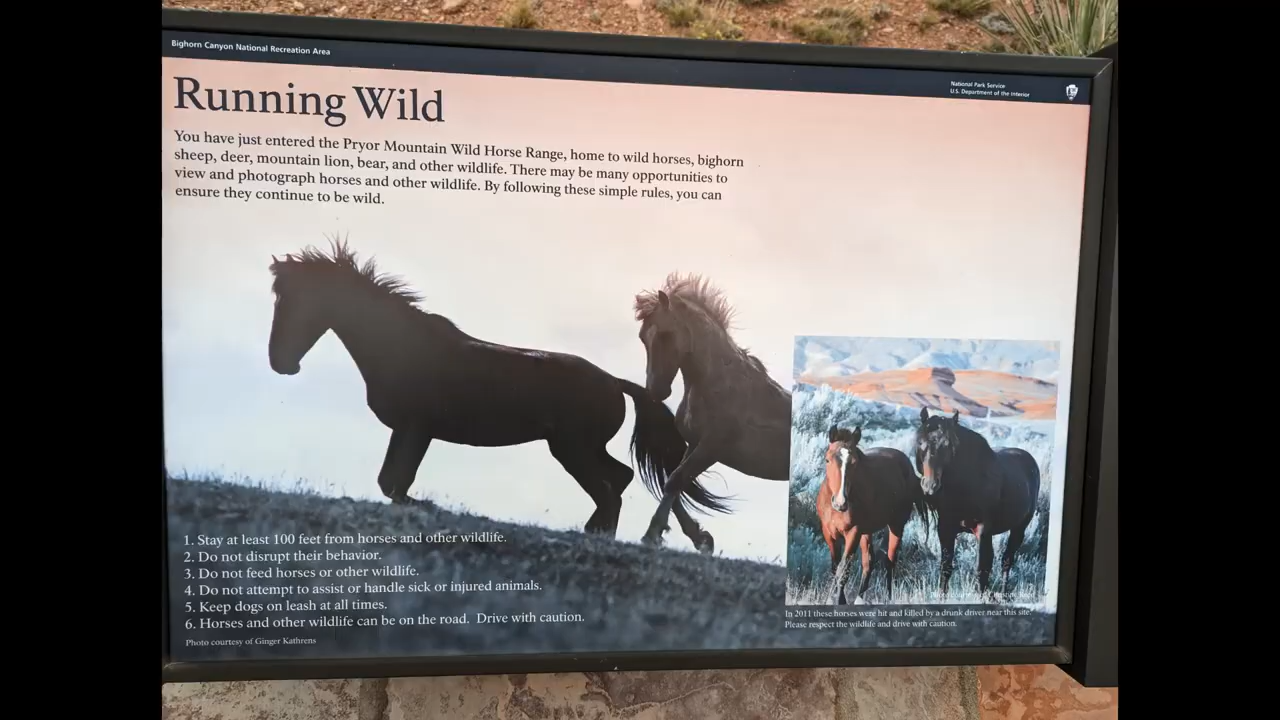 Bighorn Canyon National Recreation Area
National Park Service
U.S. Department of the Interior
Running Wild
You have just entered the Pryor Mountain Wild Horse Range, home to wild horses, bighorn
sheep, deer, mountain lion, bear, and other wildlife. There may be many opportunities to
view and photograph horses and other wildlife. By following these simple rules, you can
ensure they continue to be wild.
1. Stay at least 100 feet from horses and other wildlife.
2. Do not disrupt their behavior.
3. Do not feed horses or other wildlife.
4. Do not attempt to assist or handle sick or injured animals.
5. Keep dogs on leash at all times.
6. Horses and other wildlife can be on the road. Drive with caution.
Photo courtesy of Ginger Kathrens
In 2011 these horses were hit and killed by a drunk driver near this site.
Please respect the wildlife and drive with caution.